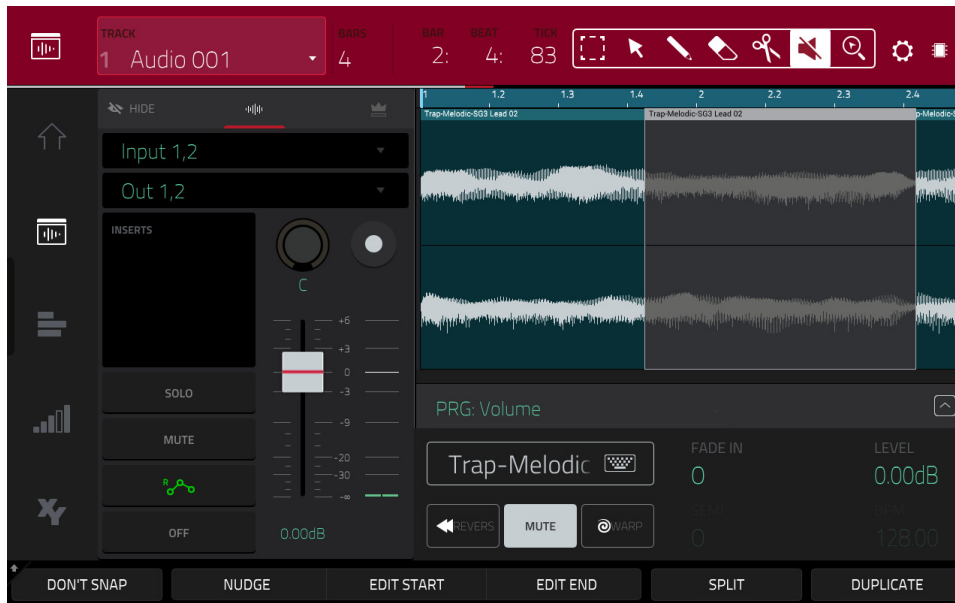 TRACK BARS BAR BEAT TICK
1 Audio 001 4 2: 4: 83
HIDE
1 1.2 1.3 1.4 2 2.2 2.3 2.4
Trap-Melodic-SG3 Lead 02 Trap-Melodic-SG3 Lead 02 p-Melodic-S
Input 1,2
Out 1,2
INSERTS
C
+6
+3
0
-3
-9
-20
-30
-∞
SOLO
MUTE
R
OFF 0.00dB
PRG: Volume
Trap-Melodic
FADE IN LEVEL
0 0.00dB
REVERS MUTE WARP
SEMI BPM
0 128.00
XY
DON'T SNAP NUDGE EDIT START EDIT END SPLIT DUPLICATE